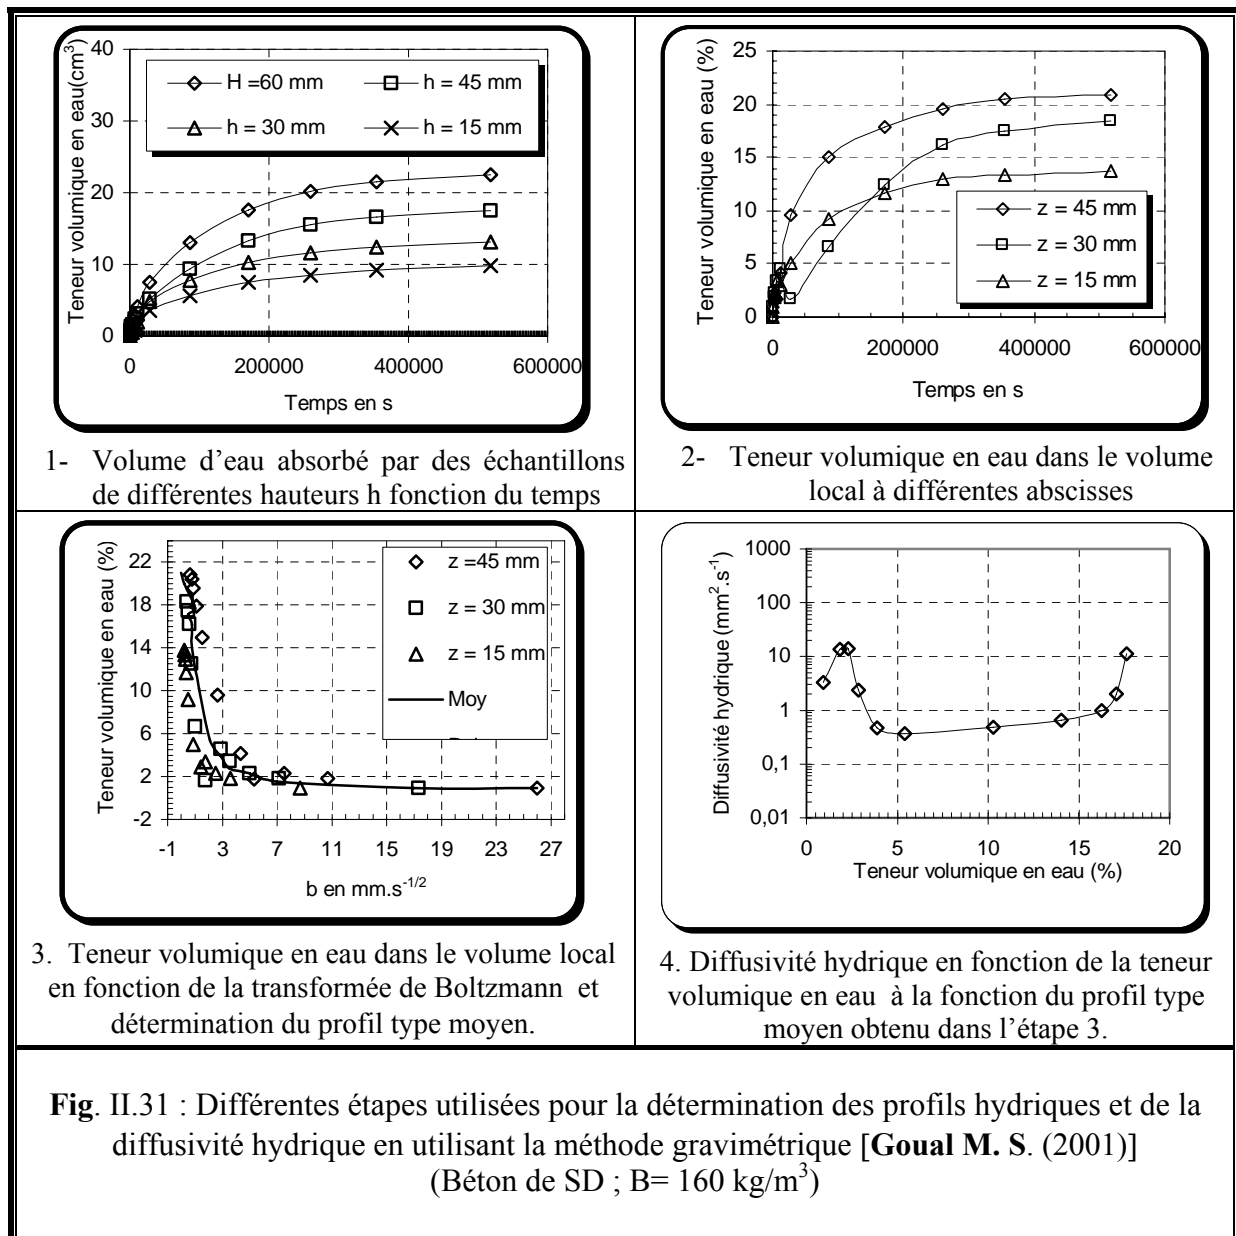 Teneur volumique en eau(cm³)
40
30
20
10
0
H =60 mm
h = 45 mm
h = 30 mm
h = 15 mm
0 200000 400000 600000
Temps en s
1- Volume d'eau absorbé par des échantillons
de différentes hauteurs h fonction du temps
Teneur volumique en eau (%)
25
20
15
10
5
0
z = 45 mm
z = 30 mm
z = 15 mm
0 200000 400000 600000
Temps en s
2- Teneur volumique en eau dans le volume
local à différentes abscisses
Teneur volumique en eau (%)
22
18
14
10
6
2
-2
z =45 mm
z = 30 mm
z = 15 mm
Moy
-1 3 7 11 15 19 23 27
b en mm.s⁻¹/²
3. Teneur volumique en eau dans le volume local
en fonction de la transformée de Boltzmann et
détermination du profil type moyen.
Diffusivité hydrique (mm².s⁻¹)
1000
100
10
1
0,1
0,01
0 5 10 15 20
Teneur volumique en eau (%)
4. Diffusivité hydrique en fonction de la teneur
volumique en eau à la fonction du profil type
moyen obtenu dans l'étape 3.
Fig. II.31 : Différentes étapes utilisées pour la détermination des profils hydriques et de la
diffusivité hydrique en utilisant la méthode gravimétrique [Goual M. S. (2001)]
(Béton de SD ; B= 160 kg/m³)